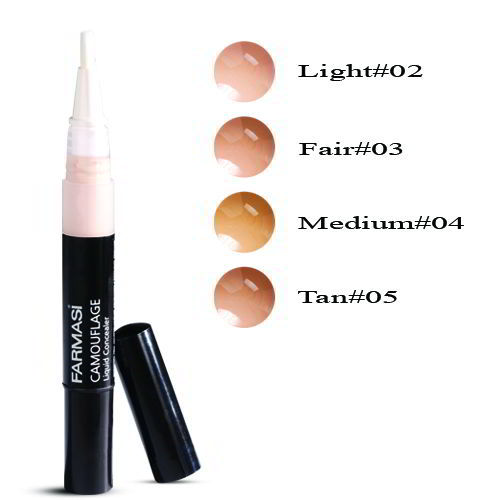 Light#02
Fair#03
Medium#04
Tan#05
FARMASi
CAMOUFLAGE
Liquid Concealer